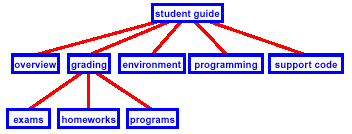 student guide
overview grading environment programming support code
exams homeworks programs